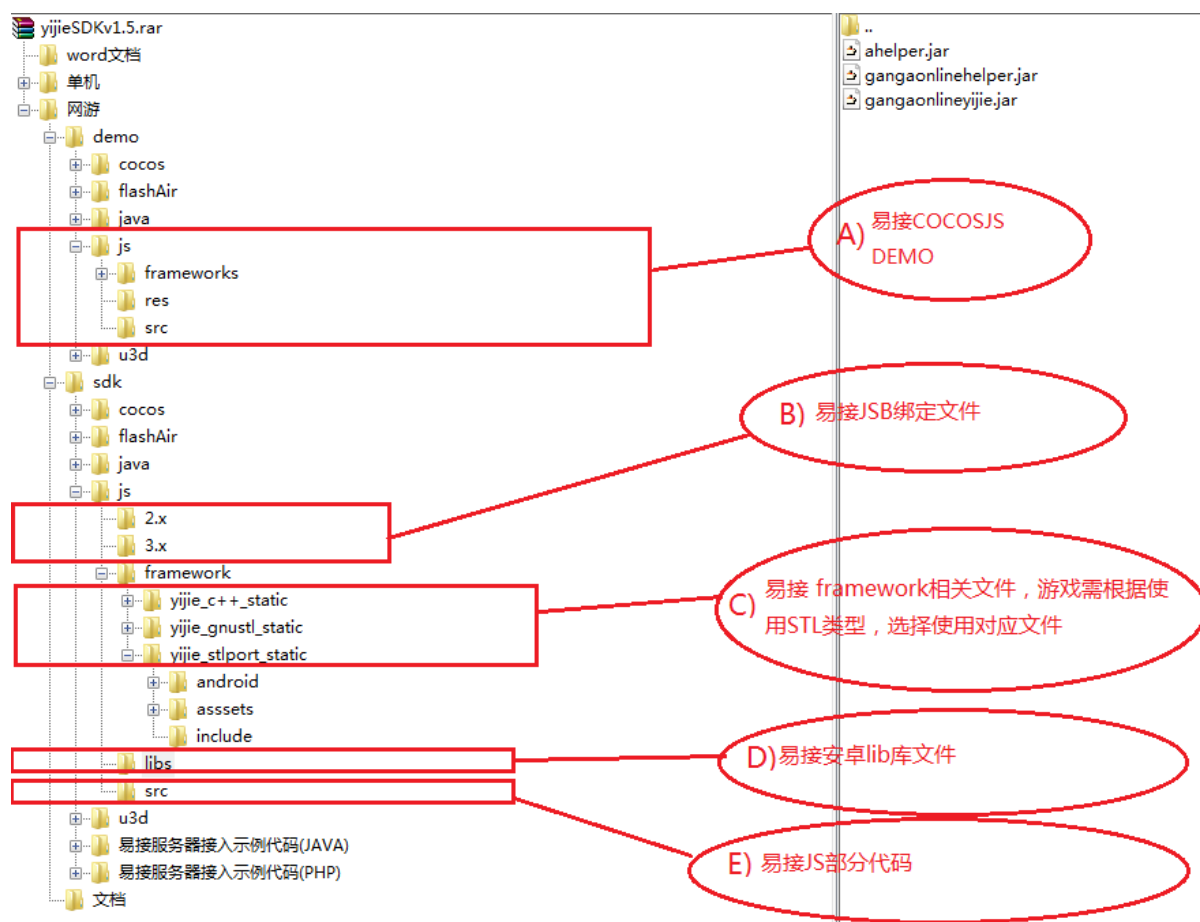 yijieSDKv1.5.rar
word文档
单机
网游
demo
cocos
flashAir
java
js
frameworks
res
src
u3d
sdk
cocos
flashAir
java
js
2.x
3.x
framework
yijie_c++_static
yijie_gnustl_static
yijie_stlport_static
android
asssets
include
libs
src
u3d
易接服务器接入示例代码(JAVA)
易接服务器接入示例代码(PHP)
文档
..
ahelper.jar
gangaonlinehelper.jar
gangaonlineyijie.jar
A) 易接COCOSJS
DEMO
B) 易接JSB绑定文件
C) 易接 framework相关文件，游戏需根据使
用STL类型，选择使用对应文件
D)易接安卓lib库文件
E) 易接JS部分代码